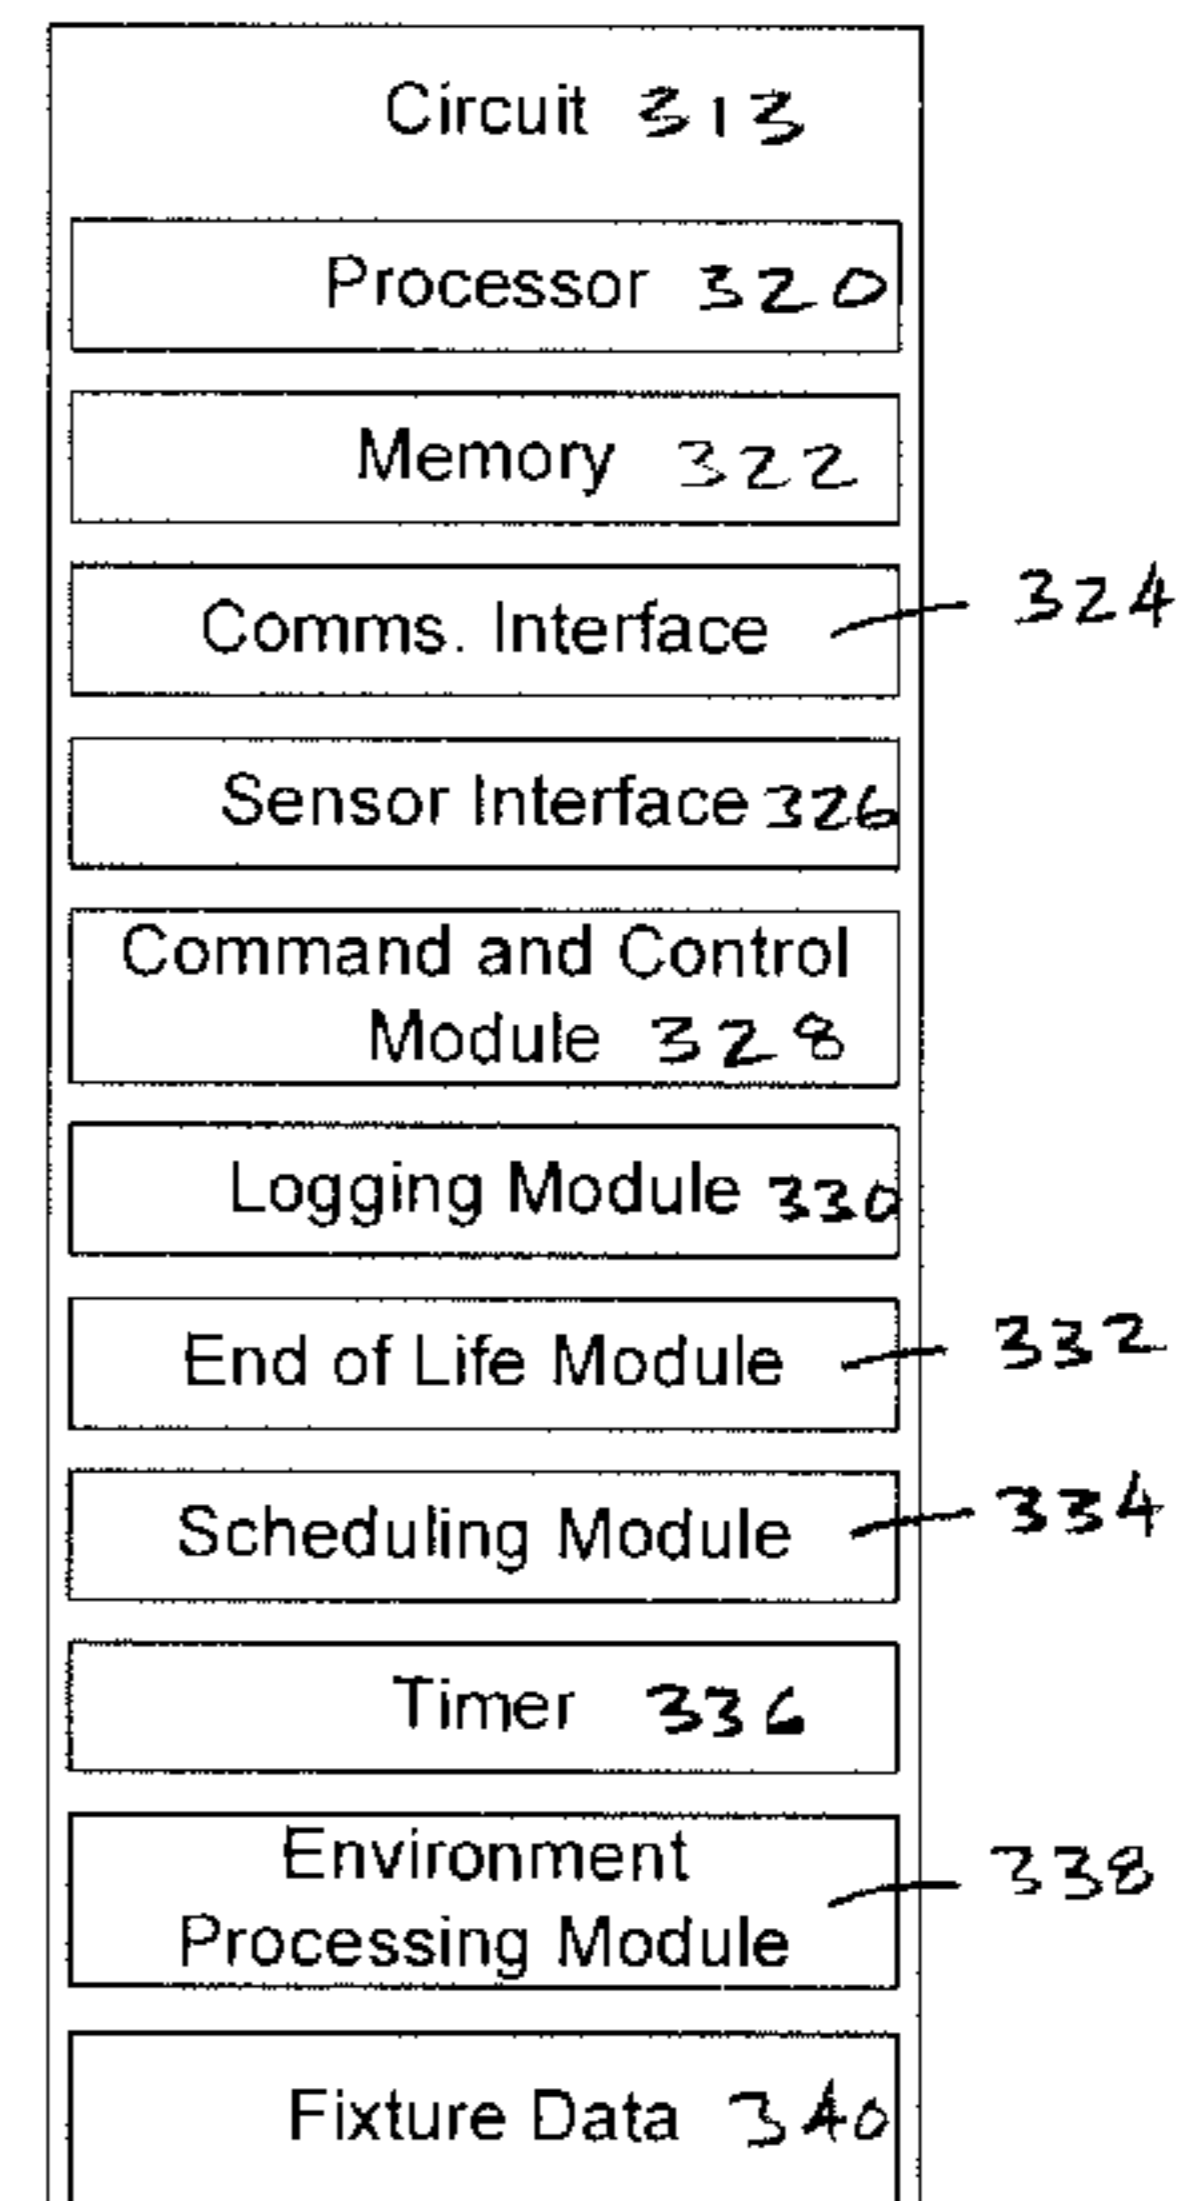 Circuit 313
Processor 320
Memory 322
Comms. Interface 324
Sensor Interface 326
Command and Control
Module 328
Logging Module 330
End of Life Module 332
Scheduling Module 334
Timer 336
Environment
338
Processing Module
Fixture Data 340